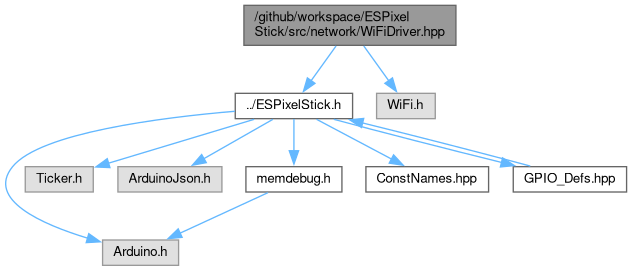 /github/workspace/ESPixel
Stick/src/network/WiFiDriver.hpp
../ESPixelStick.h
WiFi.h
Ticker.h
ArduinoJson.h
memdebug.h
ConstNames.hpp
GPIO_Defs.hpp
Arduino.h